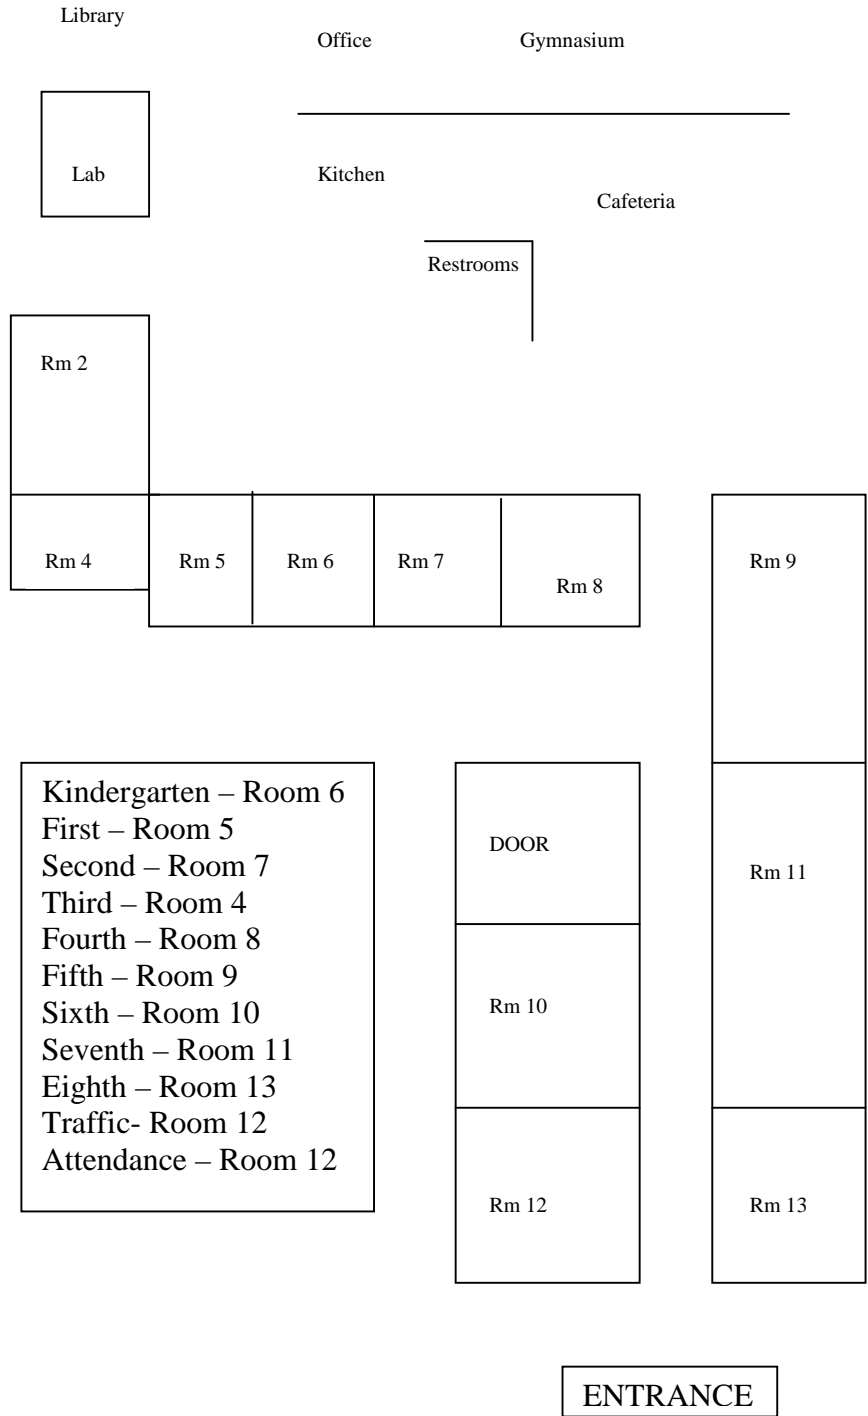 Library
Office
Gymnasium
Lab
Kitchen
Cafeteria
Restrooms
Rm 2
Rm 4
Rm 5
Rm 6
Rm 7
Rm 8
Rm 9
Kindergarten – Room 6
First – Room 5
Second – Room 7
Third – Room 4
Fourth – Room 8
Fifth – Room 9
Sixth – Room 10
Seventh – Room 11
Eighth – Room 13
Traffic- Room 12
Attendance – Room 12
DOOR
Rm 11
Rm 10
Rm 12
Rm 13
ENTRANCE